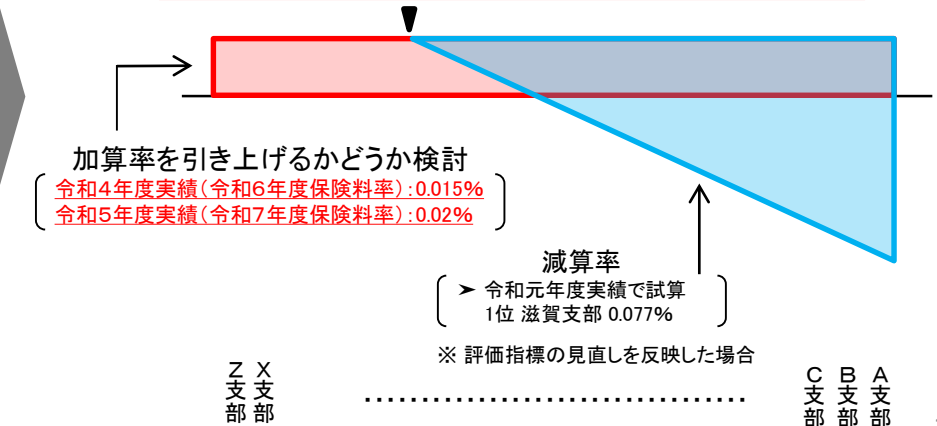 加算率を引き上げるかどうか検討
令和4年度実績(令和6年度保険料率):0.015%
令和5年度実績(令和7年度保険料率):0.02%
減算率
➤ 令和元年度実績で試算
1位 滋賀支部 0.077%
※ 評価指標の見直しを反映した場合
Z支部
X支部
………………………………
C支部
B支部
A支部